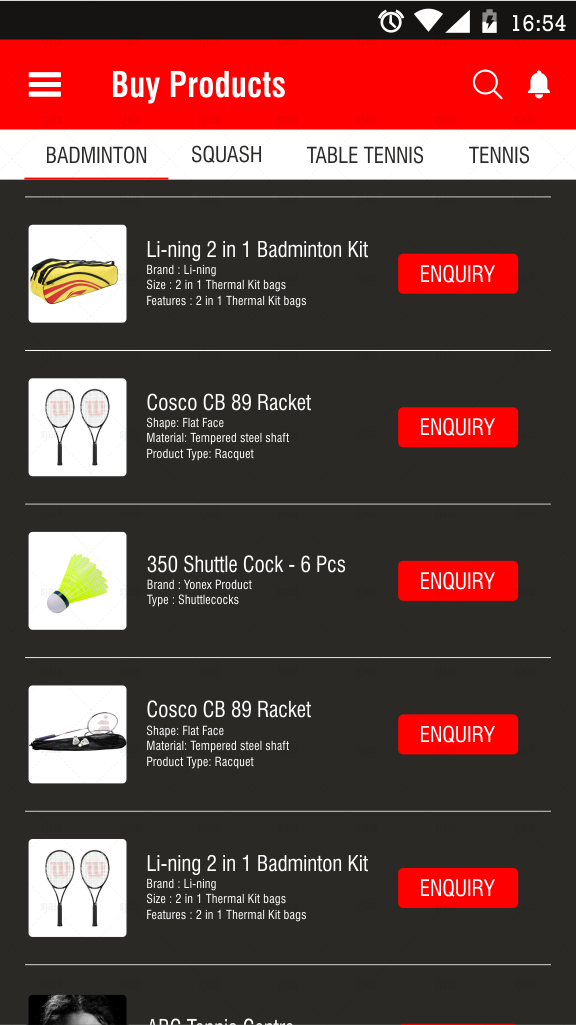 16:54
Buy Products
BADMINTON SQUASH TABLE TENNIS TENNIS
Li-ning 2 in 1 Badminton Kit
Brand : Li-ning
Size : 2 in 1 Thermal Kit bags
Features : 2 in 1 Thermal Kit bags
ENQUIRY
Cosco CB 89 Racket
Shape: Flat Face
Material: Tempered steel shaft
Product Type: Racquet
ENQUIRY
350 Shuttle Cock - 6 Pcs
Brand : Yonex Product
Type : Shuttlecocks
ENQUIRY
Cosco CB 89 Racket
Shape: Flat Face
Material: Tempered steel shaft
Product Type: Racquet
ENQUIRY
Li-ning 2 in 1 Badminton Kit
Brand : Li-ning
Size : 2 in 1 Thermal Kit bags
Features : 2 in 1 Thermal Kit bags
ENQUIRY
ABC Tennis Centre